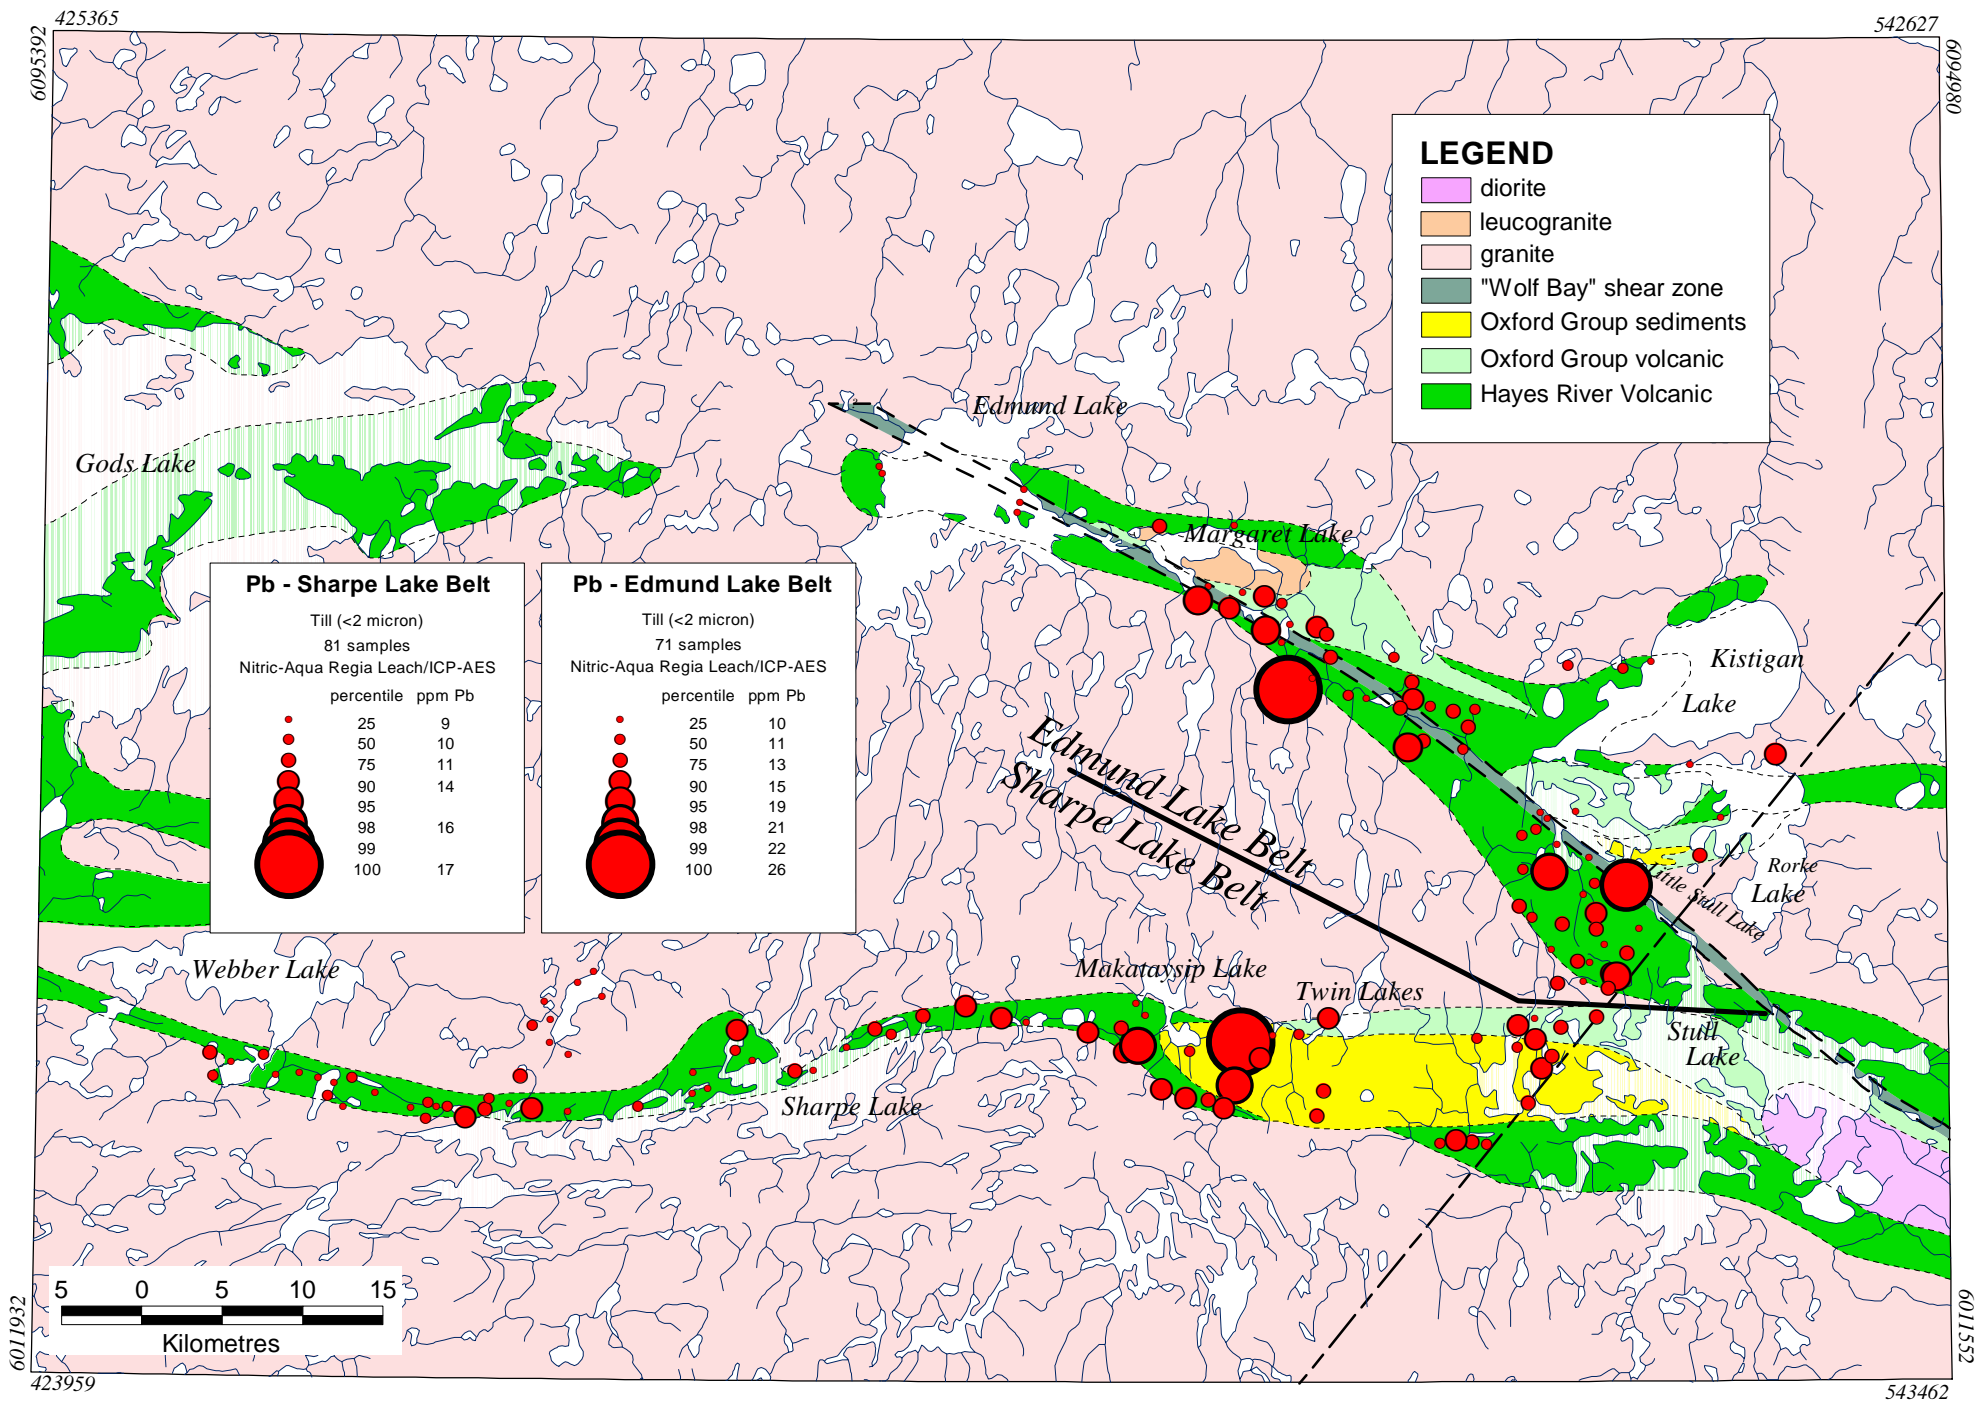 425365
542627
6095392
6094980
LEGEND
diorite
leucogranite
granite
"Wolf Bay" shear zone
Oxford Group sediments
Oxford Group volcanic
Hayes River Volcanic
Edmund Lake
Gods Lake
Margaret Lake
Kistigan
Lake
Pb - Sharpe Lake Belt
Till (<2 micron)
81 samples
Nitric-Aqua Regia Leach/ICP-AES
percentile ppm Pb
25 9
50 10
75 11
90 14
95
98 16
99
100 17
Pb - Edmund Lake Belt
Till (<2 micron)
71 samples
Nitric-Aqua Regia Leach/ICP-AES
percentile ppm Pb
25 10
50 11
75 13
90 15
95 19
98 21
99 22
100 26
Edmund Lake Belt
Sharpe Lake Belt
Rorke
Lake
Little Stull Lake
Webber Lake
Makataysip Lake
Twin Lakes
Stull
Lake
Sharpe Lake
5 0 5 10 15
Kilometres
6011932
423959
6011552
543462